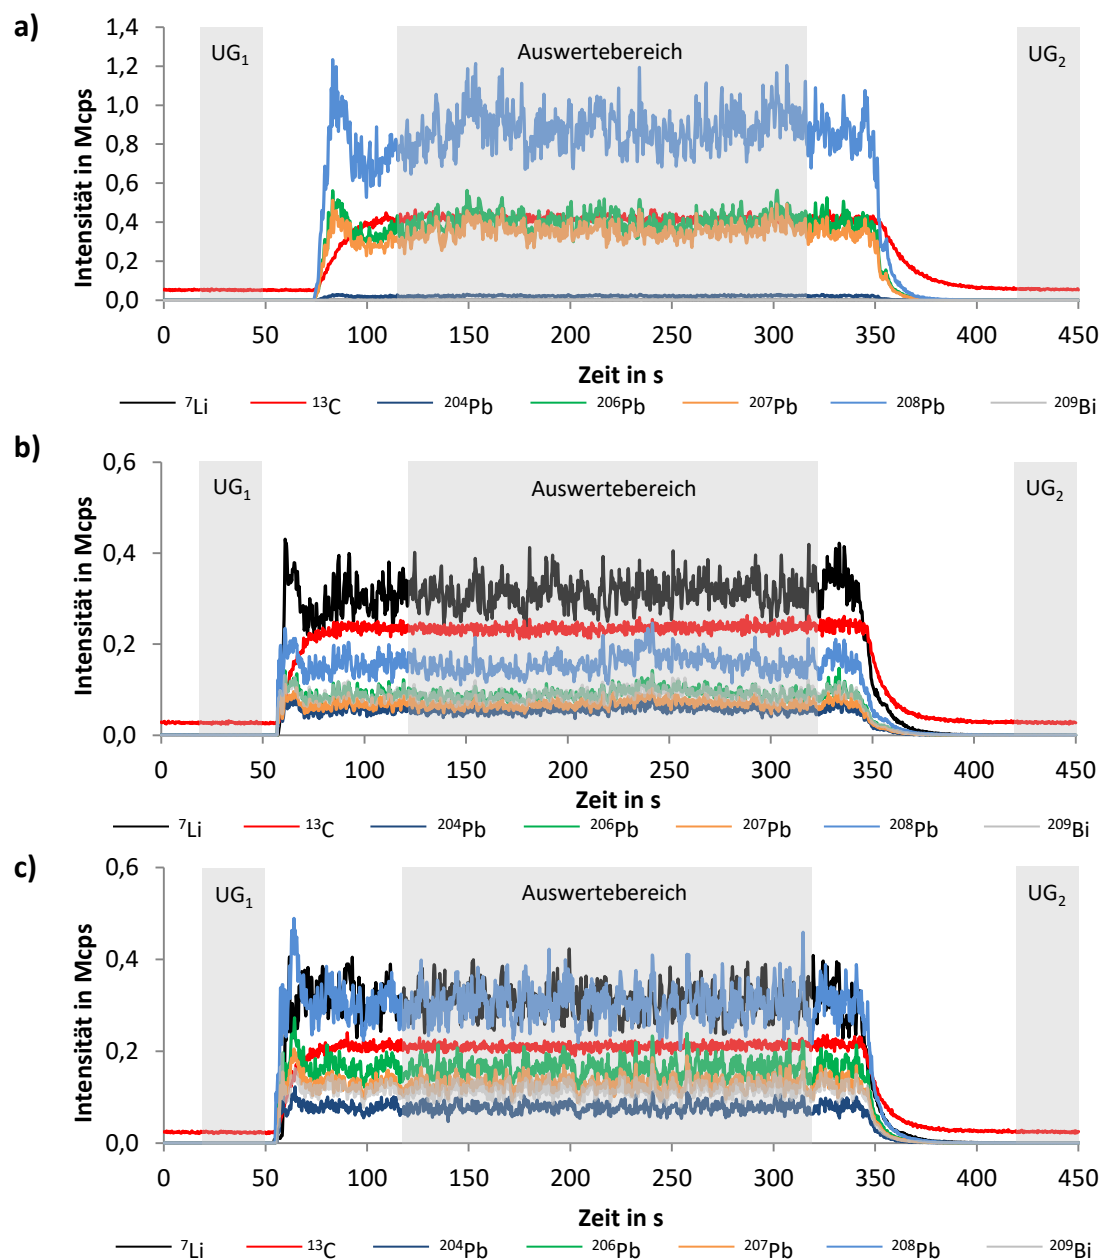 a)
Intensität in Mcps
1,4
1,2
1,0
0,8
0,6
0,4
0,2
0,0
UG₁
Auswertebereich
UG₂
0 50 100 150 200 250 300 350 400 450
Zeit in s
⁷Li ¹³C ²⁰⁴Pb ²⁰⁶Pb ²⁰⁷Pb ²⁰⁸Pb ²⁰⁹Bi
b)
Intensität in Mcps
0,6
0,4
0,2
0,0
UG₁
Auswertebereich
UG₂
0 50 100 150 200 250 300 350 400 450
Zeit in s
⁷Li ¹³C ²⁰⁴Pb ²⁰⁶Pb ²⁰⁷Pb ²⁰⁸Pb ²⁰⁹Bi
c)
Intensität in Mcps
0,6
0,4
0,2
0,0
UG₁
Auswertebereich
UG₂
0 50 100 150 200 250 300 350 400 450
Zeit in s
⁷Li ¹³C ²⁰⁴Pb ²⁰⁶Pb ²⁰⁷Pb ²⁰⁸Pb ²⁰⁹Bi